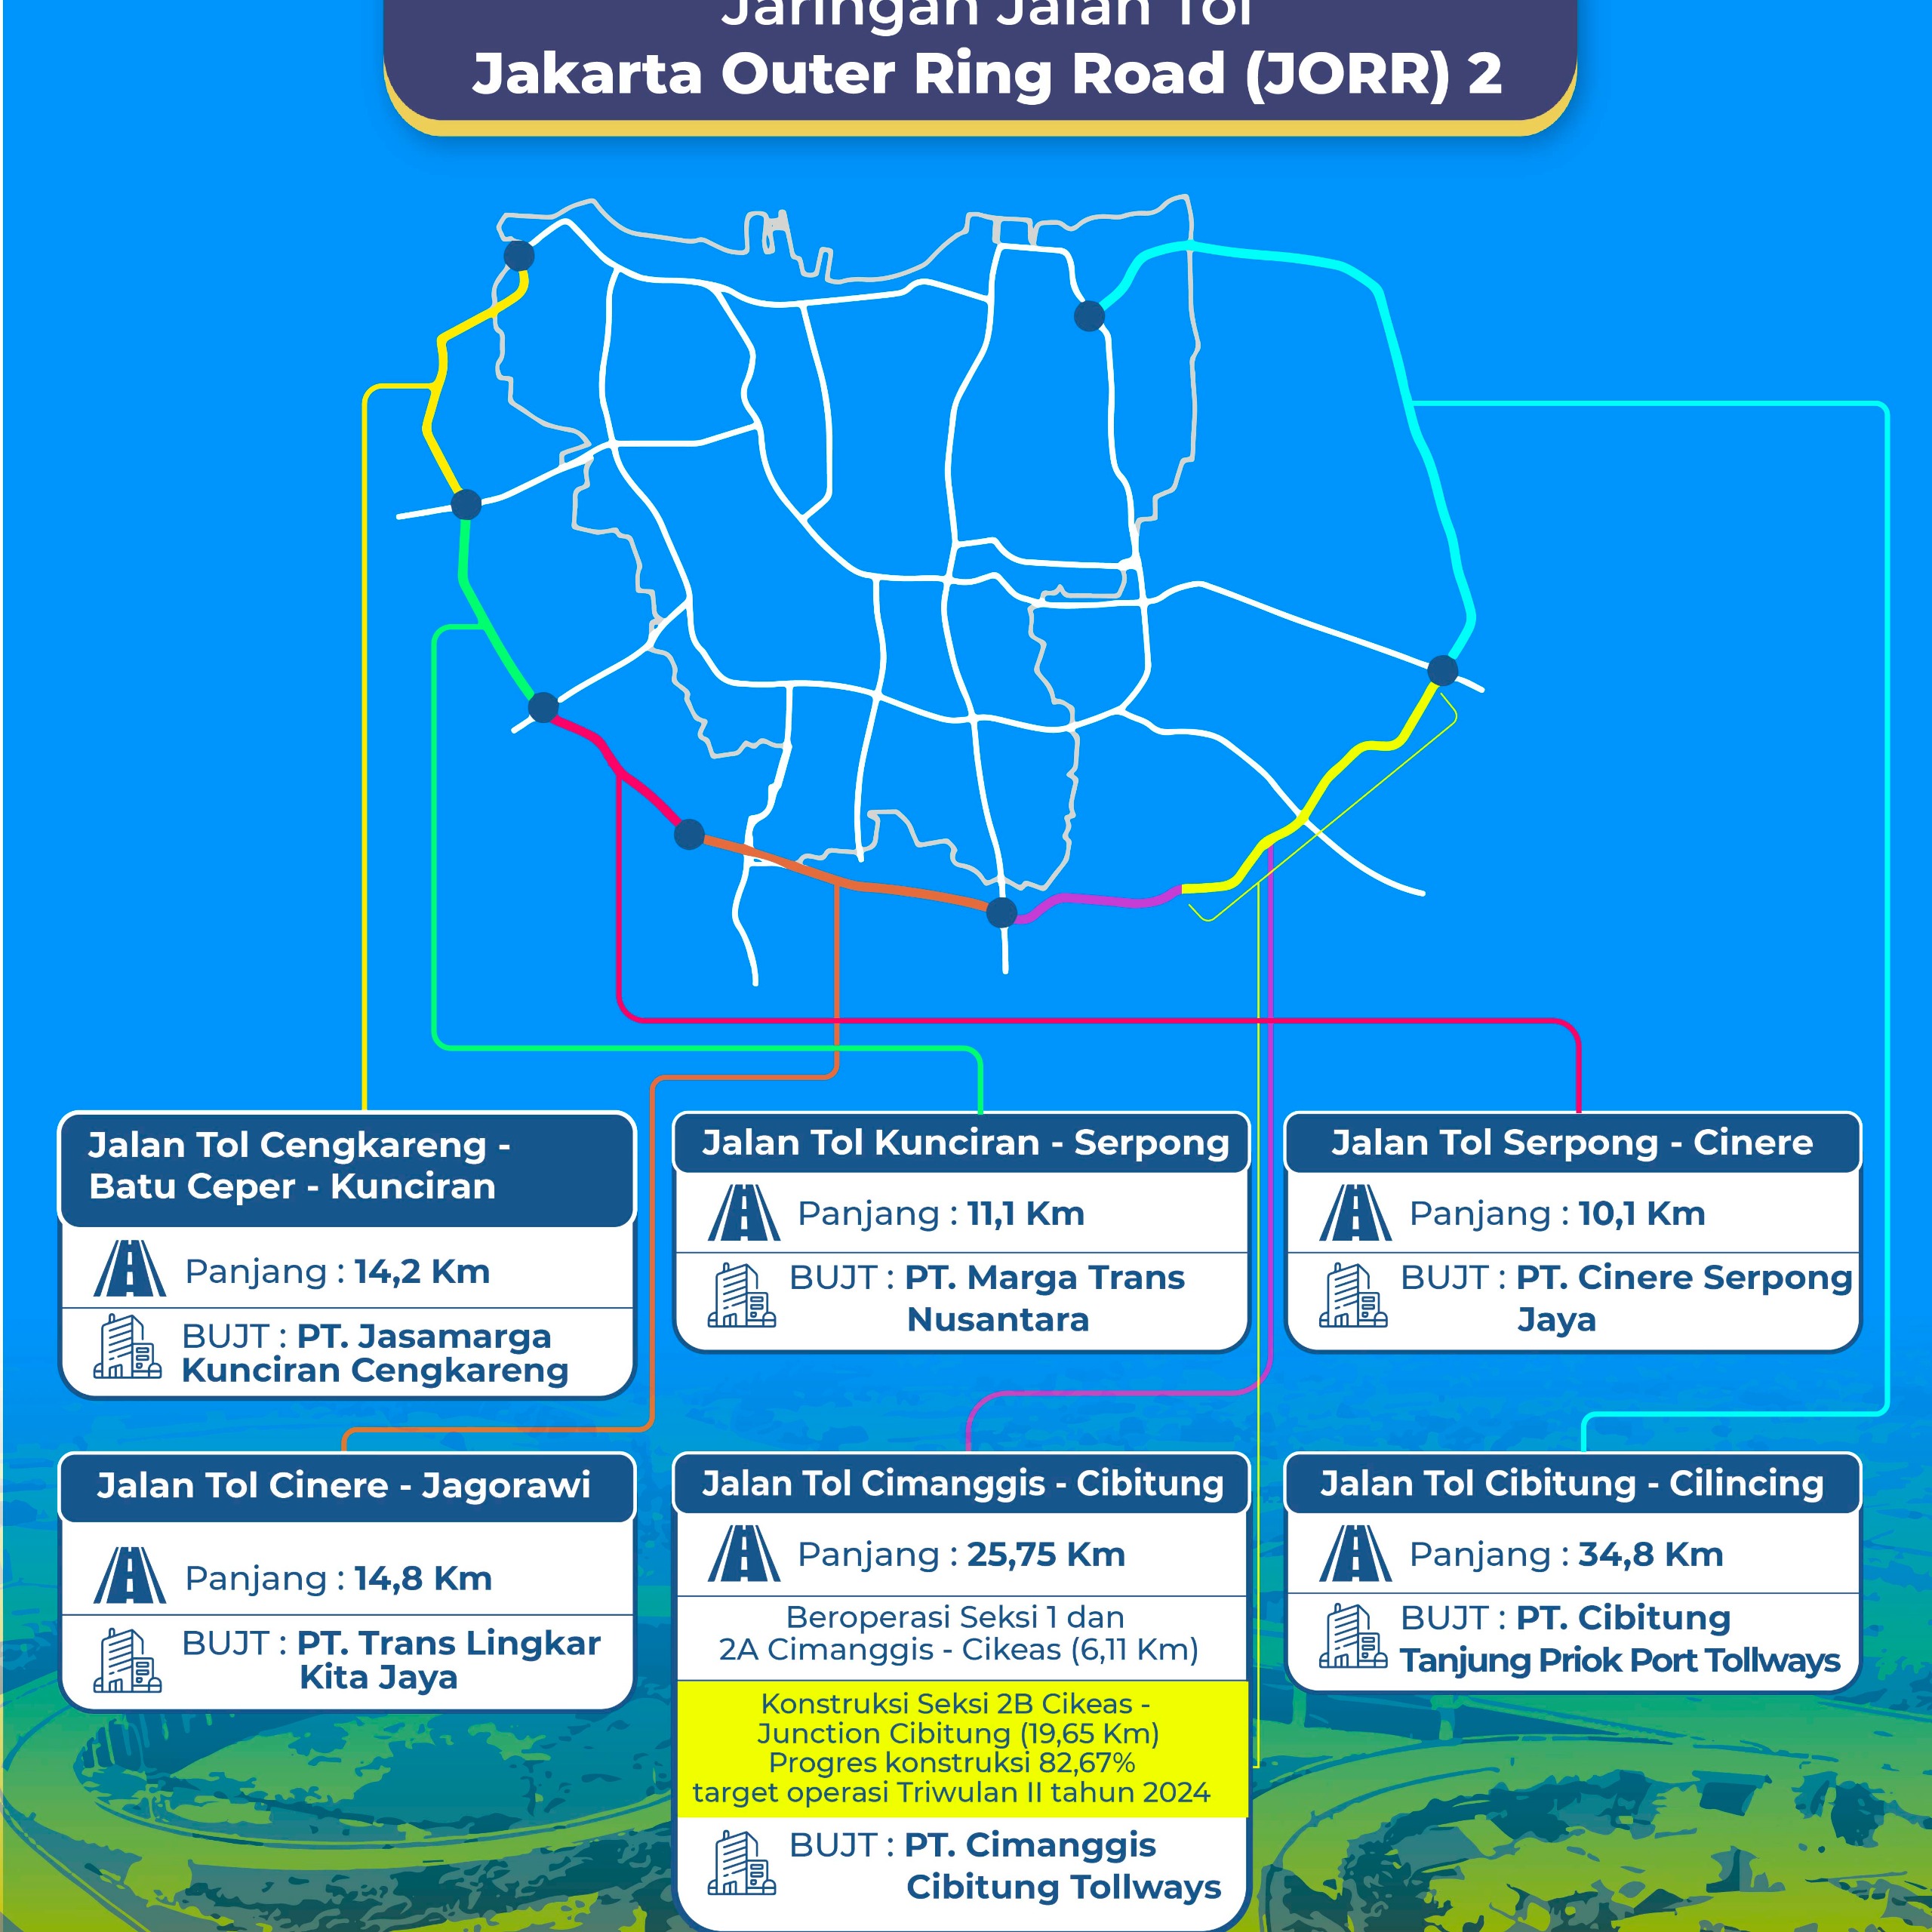 Jaringan Jalan Tol
Jakarta Outer Ring Road (JORR) 2
Jalan Tol Cengkareng -
Batu Ceper - Kunciran
Panjang : 14,2 Km
BUJT : PT. Jasamarga
Kunciran Cengkareng
Jalan Tol Kunciran - Serpong
Panjang : 11,1 Km
BUJT : PT. Marga Trans
Nusantara
Jalan Tol Serpong - Cinere
Panjang : 10,1 Km
BUJT : PT. Cinere Serpong
Jaya
Jalan Tol Cinere - Jagorawi
Panjang : 14,8 Km
BUJT : PT. Trans Lingkar
Kita Jaya
Jalan Tol Cimanggis - Cibitung
Panjang : 25,75 Km
Beroperasi Seksi 1 dan
2A Cimanggis - Cikeas (6,11 Km)
Konstruksi Seksi 2B Cikeas -
Junction Cibitung (19,65 Km)
Progres konstruksi 82,67%
target operasi Triwulan II tahun 2024
BUJT : PT. Cimanggis
Cibitung Tollways
Jalan Tol Cibitung - Cilincing
Panjang : 34,8 Km
BUJT : PT. Cibitung
Tanjung Priok Port Tollways